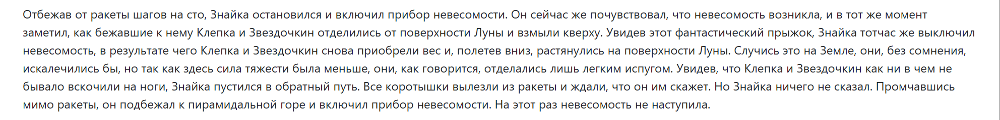 Отбежав от ракеты шагов на сто, Знайка остановился и включил прибор невесомости. Он сейчас же почувствовал, что невесомость возникла, и в тот же момент
заметил, как бежавшие к нему Клепка и Звездочкин отделились от поверхности Луны и взмыли кверху. Увидев этот фантастический прыжок, Знайка тотчас же выключил
невесомость, в результате чего Клепка и Звездочкин снова приобрели вес и, полетев вниз, растянулись на поверхности Луны. Случись это на Земле, они, без сомнения,
искалечились бы, но так как здесь сила тяжести была меньше, они, как говорится, отделались лишь легким испугом. Увидев, что Клепка и Звездочкин как ни в чем не
бывало вскочили на ноги, Знайка пустился в обратный путь. Все коротышки вылезли из ракеты и ждали, что он им скажет. Но Знайка ничего не сказал. Промчавшись
мимо ракеты, он подбежал к пирамидальной горе и включил прибор невесомости. На этот раз невесомость не наступила.